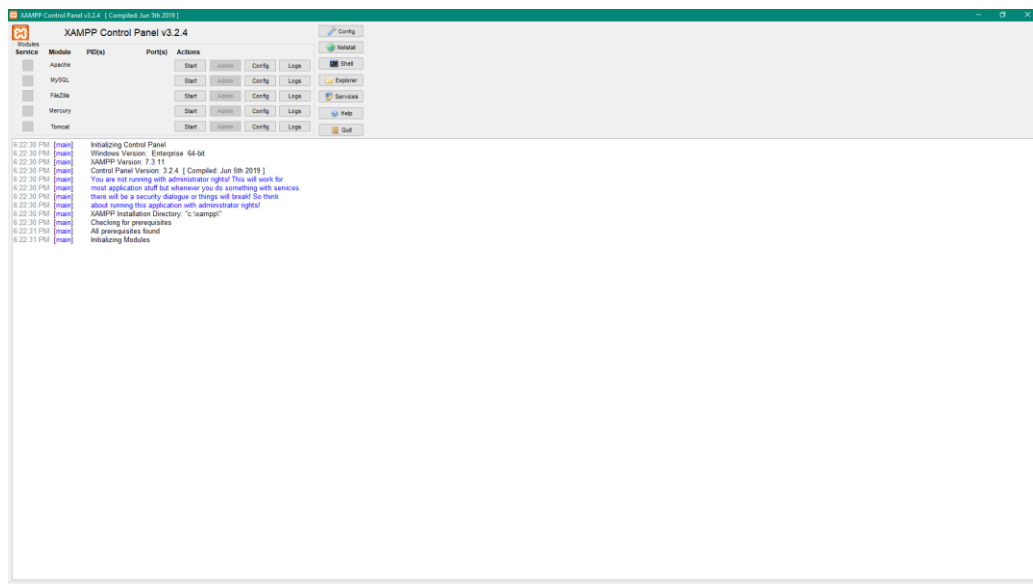 XAMPP Control Panel v3.2.4 [ Compiled: Jun 5th 2019 ]
XAMPP Control Panel v3.2.4
Config
Modules
Service Module PID(s) Port(s) Actions
Netstat
Apache Start Admin Config Logs
Shell
MySQL Start Admin Config Logs
Explorer
FileZilla Start Admin Config Logs
Services
Mercury Start Admin Config Logs
Help
Tomcat Start Admin Config Logs
Quit
6:22:30 PM [main] Initializing Control Panel
6:22:30 PM [main] Windows Version: Enterprise 64-bit
6:22:30 PM [main] XAMPP Version: 7.3.11
6:22:30 PM [main] Control Panel Version: 3.2.4 [ Compiled: Jun 5th 2019 ]
6:22:30 PM [main] You are not running with administrator rights! This will work for
6:22:30 PM [main] most application stuff but whenever you do something with services
6:22:30 PM [main] there will be a security dialogue or things will break! So think
6:22:30 PM [main] about running this application with administrator rights!
6:22:30 PM [main] XAMPP Installation Directory: "c:\xampp\"
6:22:30 PM [main] Checking for prerequisites
6:22:31 PM [main] All prerequisites found
6:22:31 PM [main] Initializing Modules